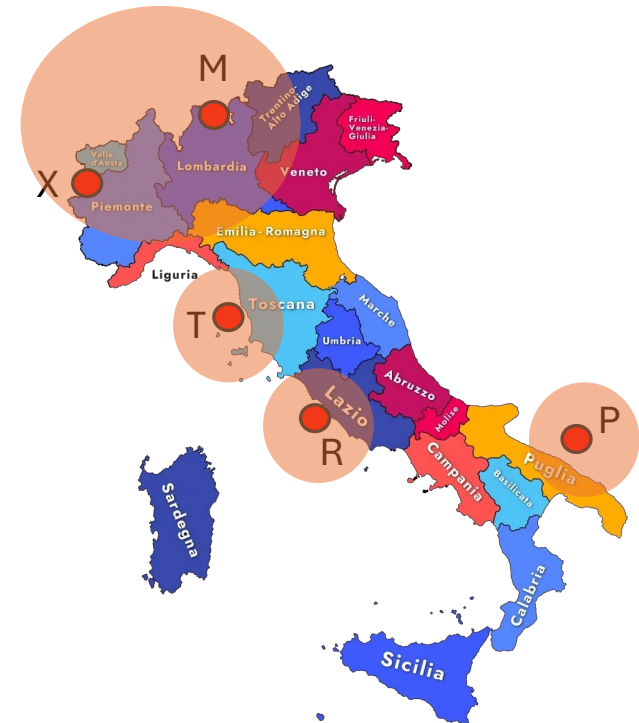 M
Trentino-
Alto Adige
Friuli-
Venezia-
Giulia
Valle
d'Aosta
Lombardia
Veneto
X
Piemonte
Emilia-Romagna
Liguria
Toscana
T
Marche
Umbria
Abruzzo
Lazio
Molise
P
R
Campania
Puglia
Basilicata
Sardegna
Calabria
Sicilia